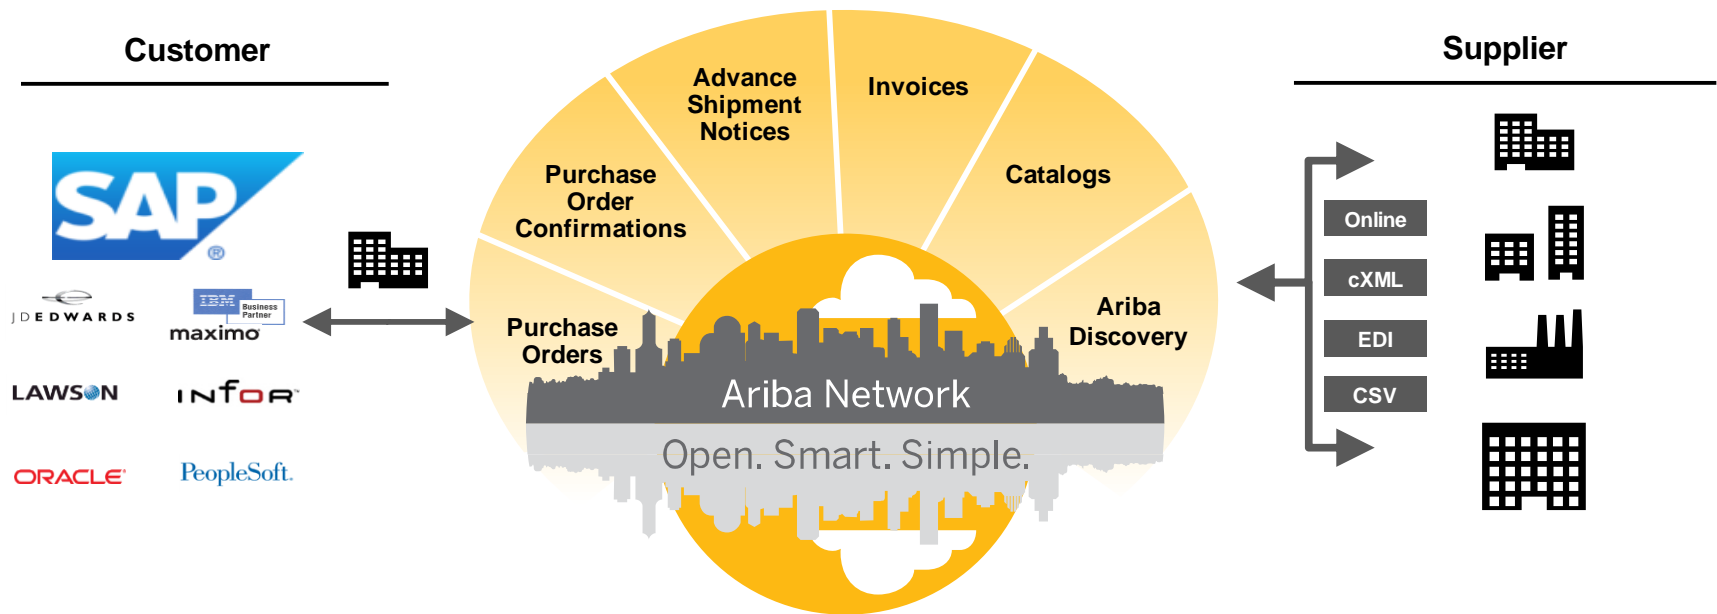 Customer
SAP
®
JDEDWARDS
IBM
Business
Partner
maximo
LAWSON
INFOR™
ORACLE®
PeopleSoft.
Purchase
Orders
Purchase
Order
Confirmations
Advance
Shipment
Notices
Invoices
Catalogs
Ariba
Discovery
Ariba Network
Open. Smart. Simple.
Supplier
Online
cXML
EDI
CSV